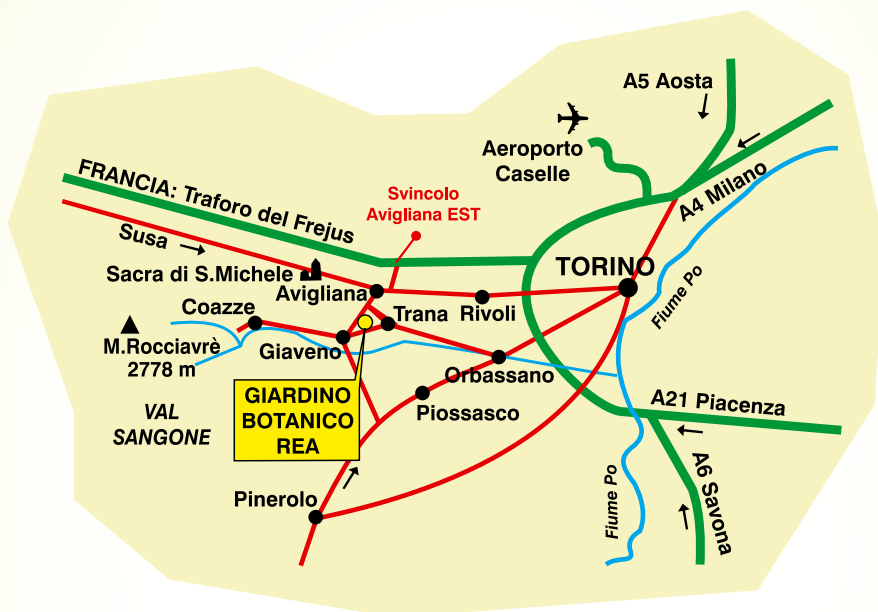 A5 Aosta
Aeroporto
Caselle
A4 Milano
FRANCIA: Traforo del Frejus
Svincolo
Avigliana EST
Susa
Sacra di S.Michele
TORINO
Fiume Po
Avigliana
Rivoli
Coazze
Trana
M.Rocciavrè
2778 m
Giaveno
Orbassano
GIARDINO
BOTANICO
REA
Piossasco
A21 Piacenza
VAL
SANGONE
A6 Savona
Pinerolo
Fiume Po